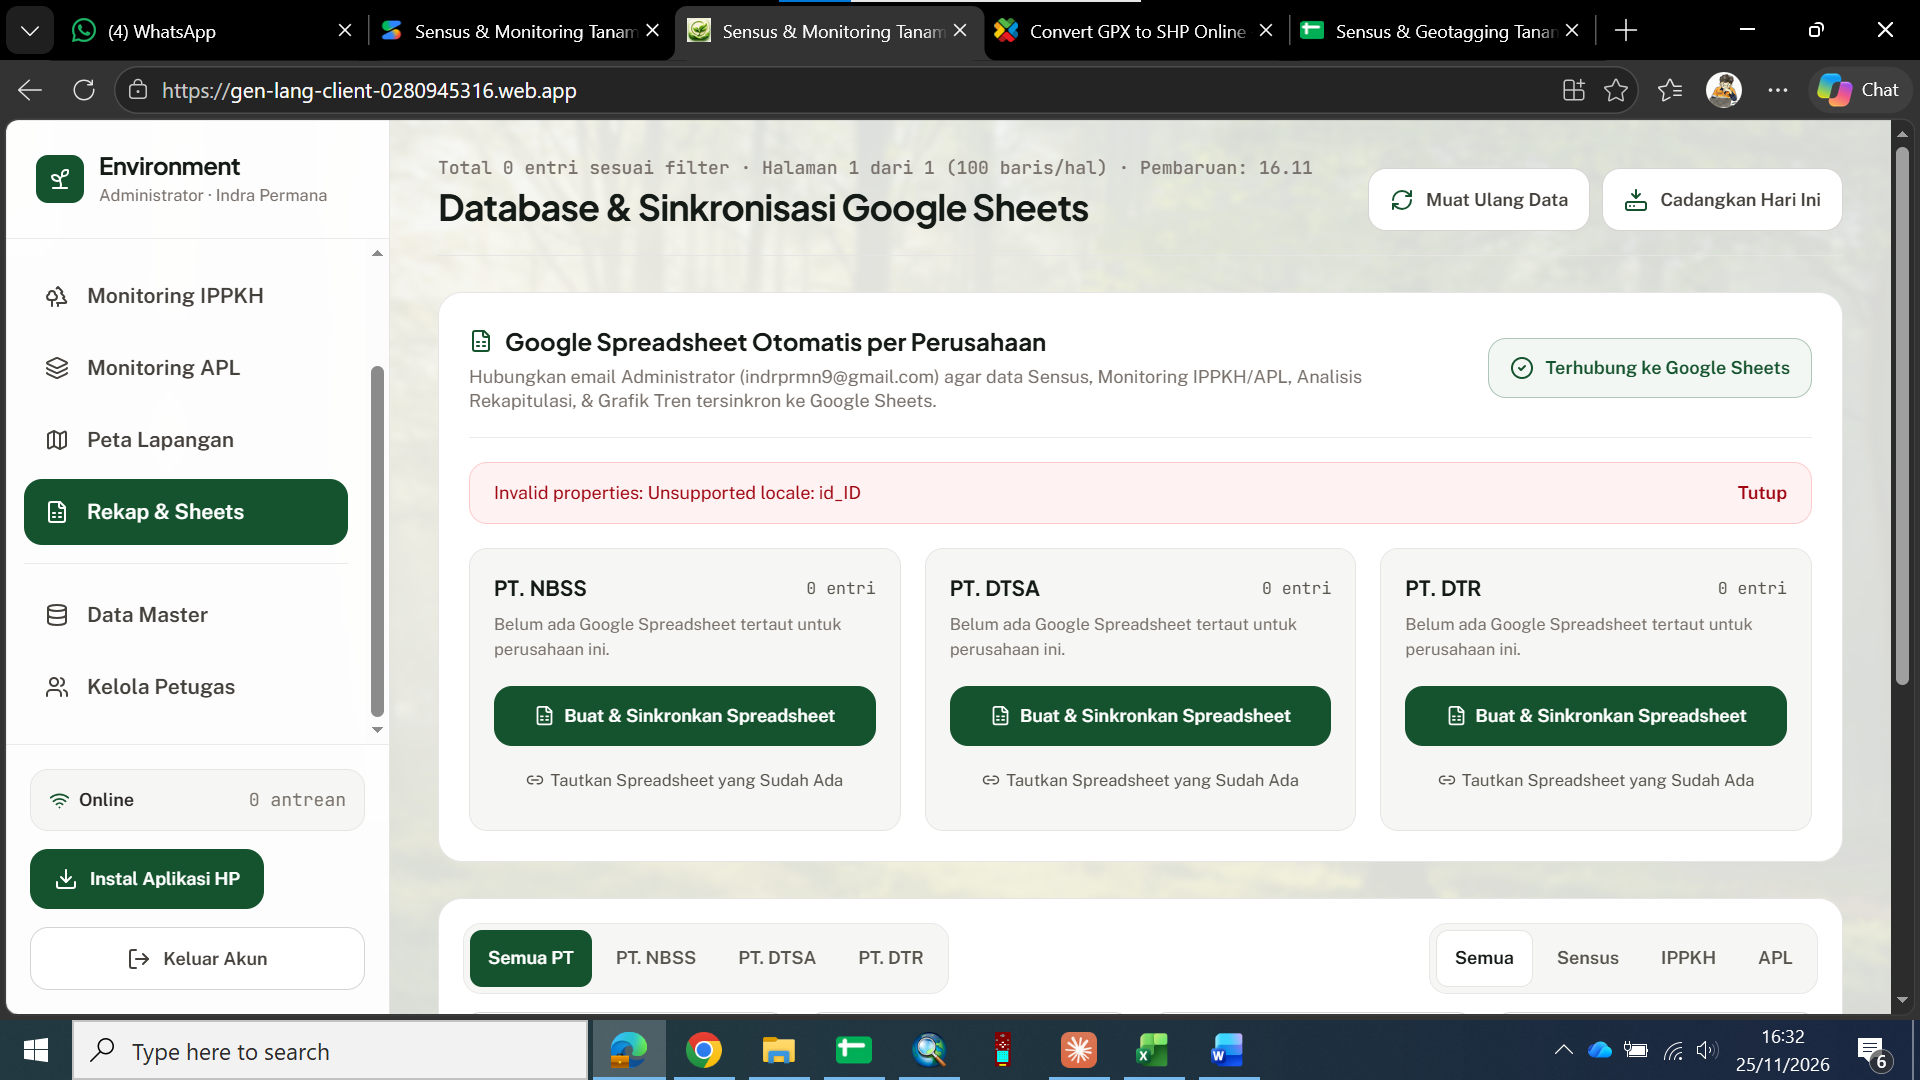 (4) WhatsApp
Sensus & Monitoring Tanam
Sensus & Monitoring Tanam
Convert GPX to SHP Online
Sensus & Geotagging Tanar
https://gen-lang-client-0280945316.web.app
Chat
Environment
Administrator · Indra Permana
Monitoring IPPKH
Monitoring APL
Peta Lapangan
Rekap & Sheets
Data Master
Kelola Petugas
Online
0 antrean
Instal Aplikasi HP
Keluar Akun
Total 0 entri sesuai filter · Halaman 1 dari 1 (100 baris/hal) · Pembaruan: 16.11
Database & Sinkronisasi Google Sheets
Muat Ulang Data
Cadangkan Hari Ini
Google Spreadsheet Otomatis per Perusahaan
Hubungkan email Administrator (indrprmn9@gmail.com) agar data Sensus, Monitoring IPPKH/APL, Analisis
Rekapitulasi, & Grafik Tren tersinkron ke Google Sheets.
Terhubung ke Google Sheets
Invalid properties: Unsupported locale: id_ID
Tutup
PT. NBSS
0 entri
Belum ada Google Spreadsheet tertaut untuk
perusahaan ini.
Buat & Sinkronkan Spreadsheet
Tautkan Spreadsheet yang Sudah Ada
PT. DTSA
0 entri
Belum ada Google Spreadsheet tertaut untuk
perusahaan ini.
Buat & Sinkronkan Spreadsheet
Tautkan Spreadsheet yang Sudah Ada
PT. DTR
0 entri
Belum ada Google Spreadsheet tertaut untuk
perusahaan ini.
Buat & Sinkronkan Spreadsheet
Tautkan Spreadsheet yang Sudah Ada
Semua PT
PT. NBSS
PT. DTSA
PT. DTR
Semua
Sensus
IPPKH
APL
Type here to search
16:32
25/11/2026
6